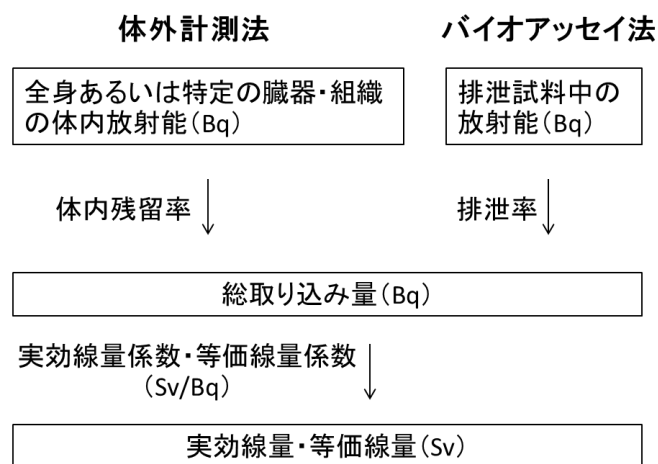 体外計測法
バイオアッセイ法
全身あるいは特定の臓器・組織
の体内放射能(Bq)
排泄試料中の
放射能(Bq)
体内残留率
排泄率
総取り込み量(Bq)
実効線量係数・等価線量係数
(Sv/Bq)
実効線量・等価線量(Sv)